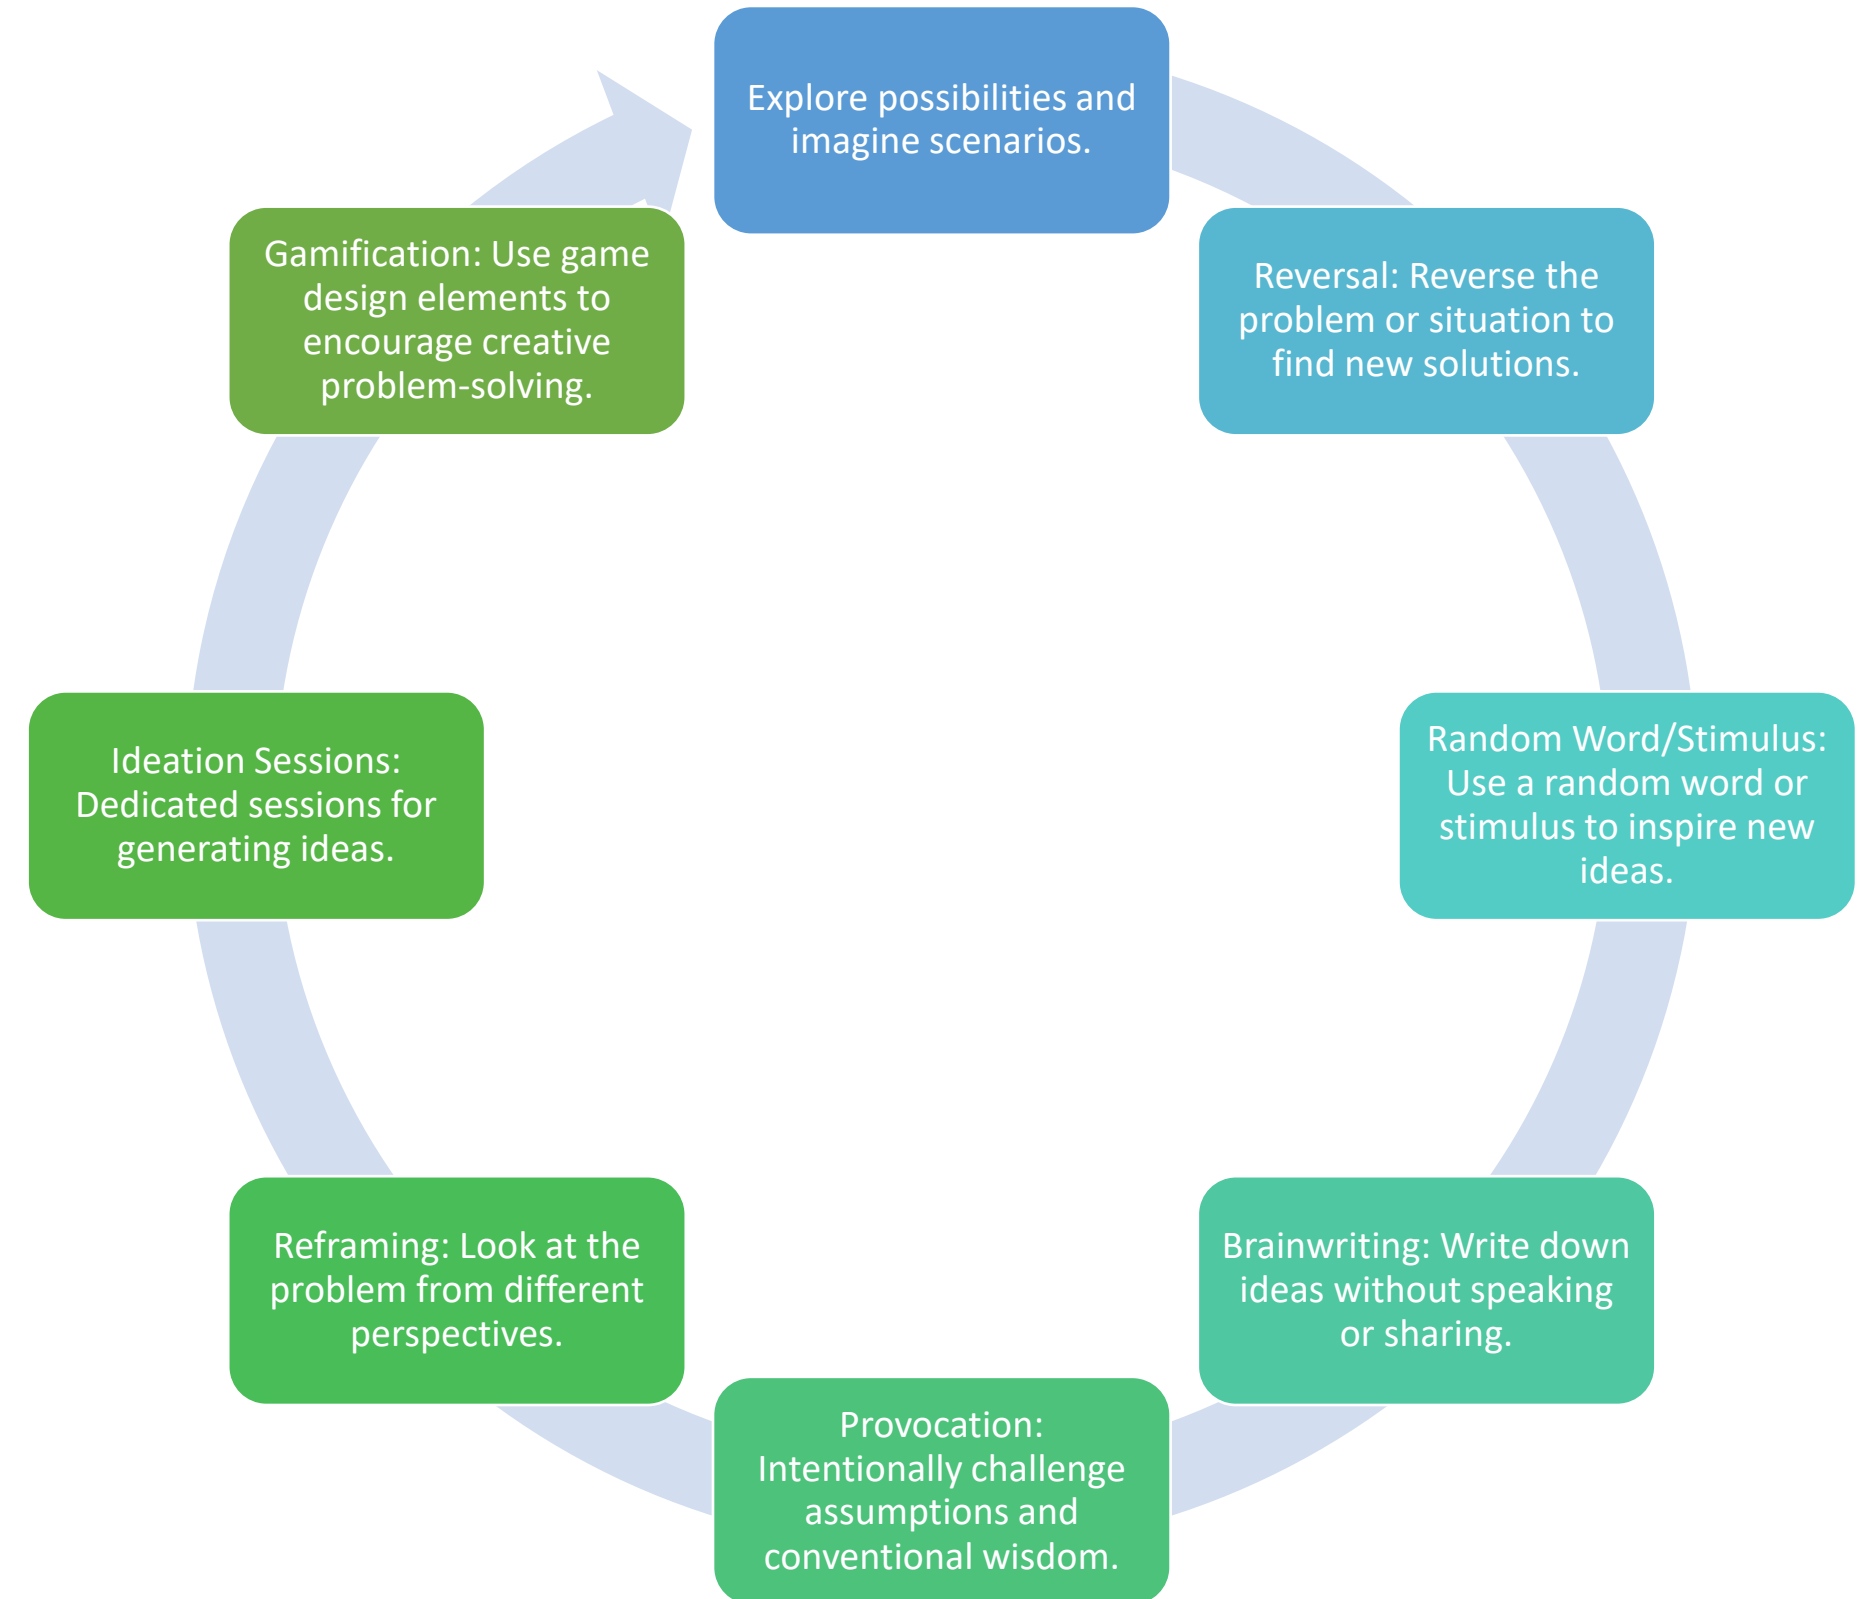 Explore possibilities and
imagine scenarios.
Reversal: Reverse the
problem or situation to
find new solutions.
Random Word/Stimulus:
Use a random word or
stimulus to inspire new
ideas.
Brainwriting: Write down
ideas without speaking
or sharing.
Provocation:
Intentionally challenge
assumptions and
conventional wisdom.
Reframing: Look at the
problem from different
perspectives.
Ideation Sessions:
Dedicated sessions for
generating ideas.
Gamification: Use game
design elements to
encourage creative
problem-solving.